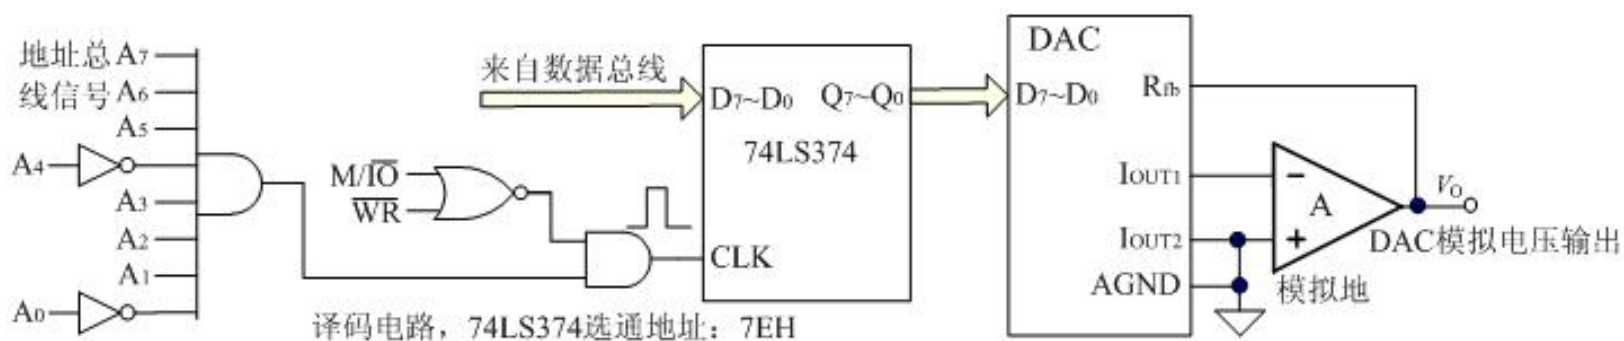 地址总 A7
线信号 A6
A5
A4
A3
A2
A1
A0
M/IO
WR
来自数据总线
D7~D0 Q7~Q0
74LS374
CLK
译码电路，74LS374选通地址：7EH
DAC
D7~D0 Rfb
IOUT1
IOUT2
AGND
A
VO
DAC模拟电压输出
模拟地